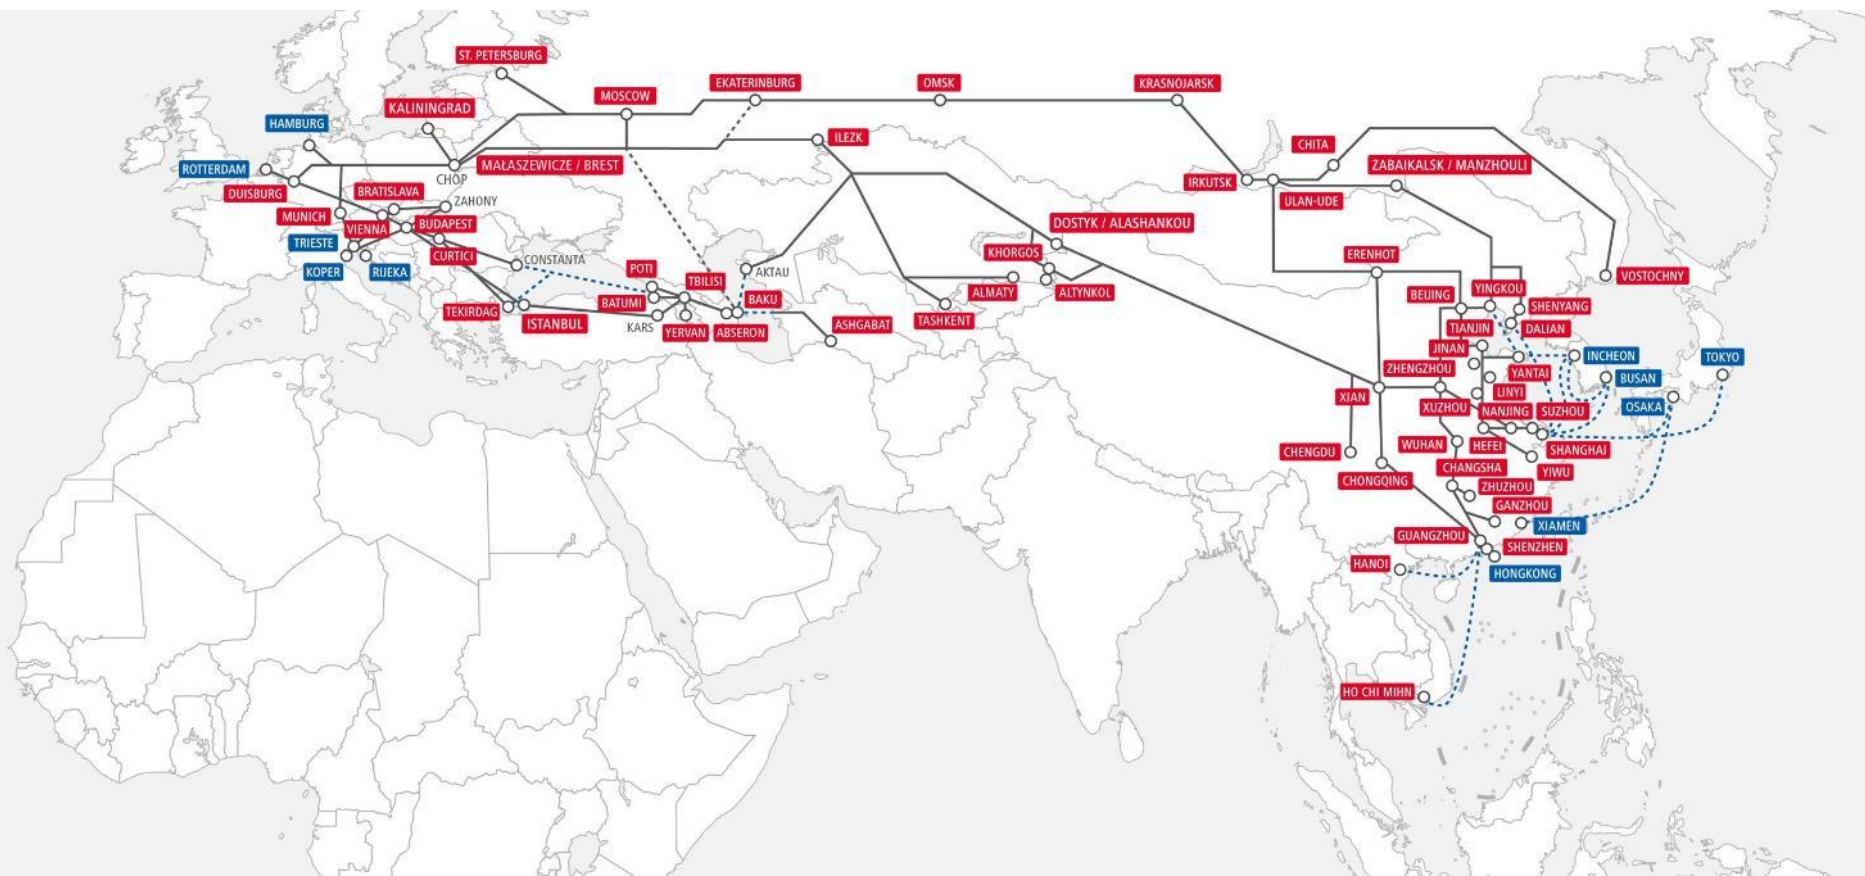 ST. PETERSBURG
EKATERINBURG
OMSK
KRASNOJARSK
MOSCOW
KALININGRAD
HAMBURG
ILEZK
CHITA
MAŁASZEWICZE / BREST
ZABAIKALSK / MANZHOULI
ROTTERDAM
CHOP
IRKUTSK
DUISBURG
BRATISLAVA
ZAHONY
ULAN-UDE
MUNICH
VIENNA
BUDAPEST
DOSTYK / ALASHANKOU
TRIESTE
CURTICI
CONSTANTA
KHORGOS
ERENHOT
KOPER
RIJEKA
POTI
TBILISI
AKTAU
VOSTOCHNY
BATUMI
BAKU
ALMATY
ALTYNKOL
BEIJING
YINGKOU
TEKIRDAG
ISTANBUL
KARS
YERVAN
ABSERON
ASHGABAT
TASHKENT
SHENYANG
TIANJIN
DALIAN
JINAN
INCHEON
TOKYO
ZHENGZHOU
YANTAI
BUSAN
XIAN
LINYI
XUZHOU
NANJING
SUZHOU
OSAKA
WUHAN
HEFEI
SHANGHAI
CHENGDU
CHANGSHA
YIWU
CHONGQING
ZHUZHOU
GANZHOU
XIAMEN
GUANGZHOU
SHENZHEN
HANOI
HONGKONG
HO CHI MIHN